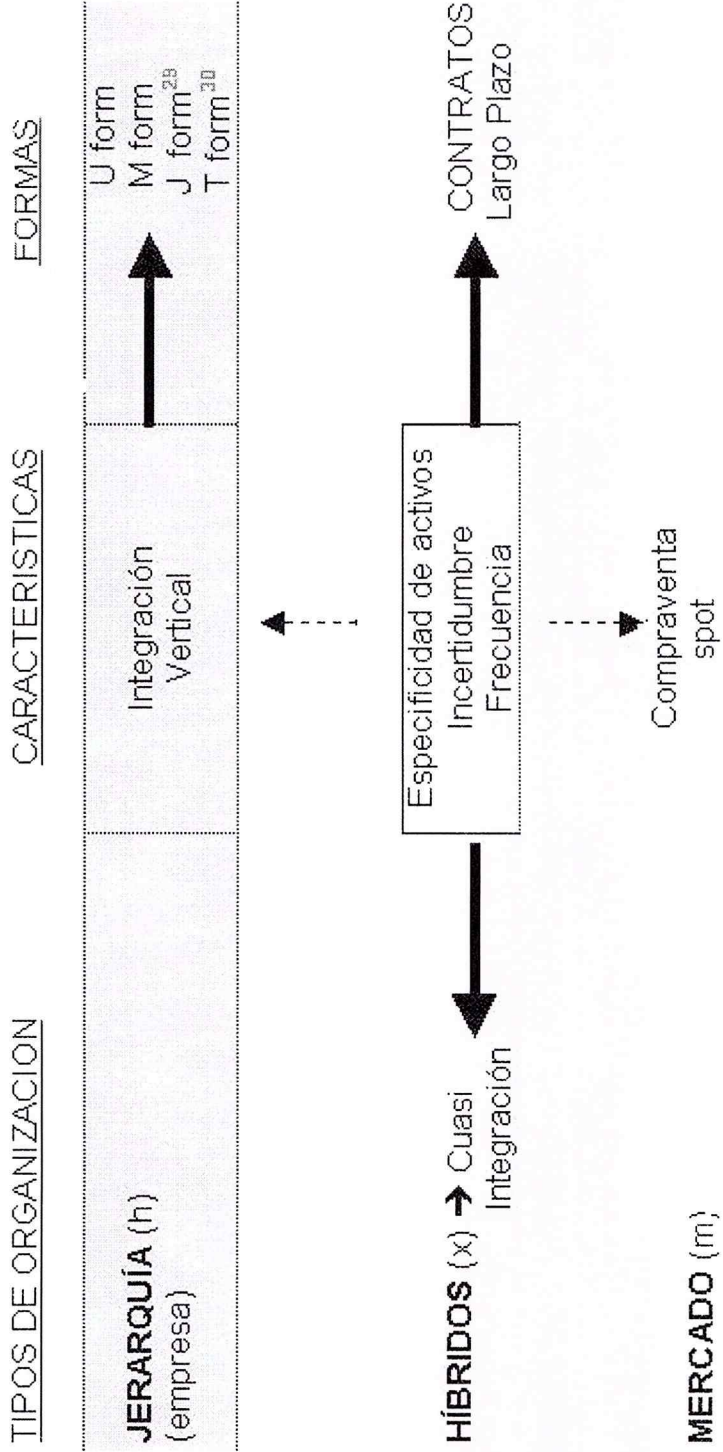 TIPOS DE ORGANIZACION
CARACTERISTICAS
FORMAS
JERARQUÍA (h)
(empresa)
Integración
Vertical
U form
M form
J form²⁹
T form³⁰
HÍBRIDOS (x) → Cuasi
Integración
Especificidad de activos
Incertidumbre
Frecuencia
CONTRATOS
Largo Plazo
MERCADO (m)
Compraventa
spot